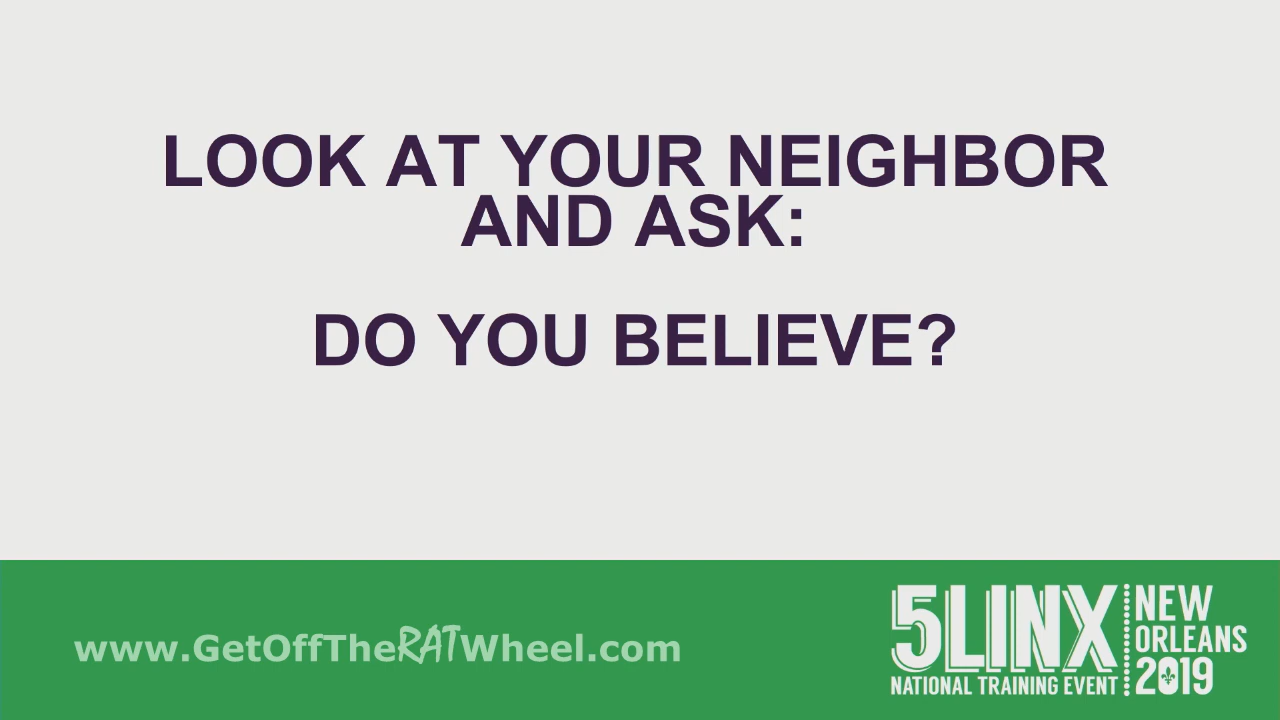 LOOK AT YOUR NEIGHBOR
AND ASK:
DO YOU BELIEVE?
www.GetOffTheRATWheel.com
5LINX
NATIONAL TRAINING EVENT
NEW
ORLEANS
2019